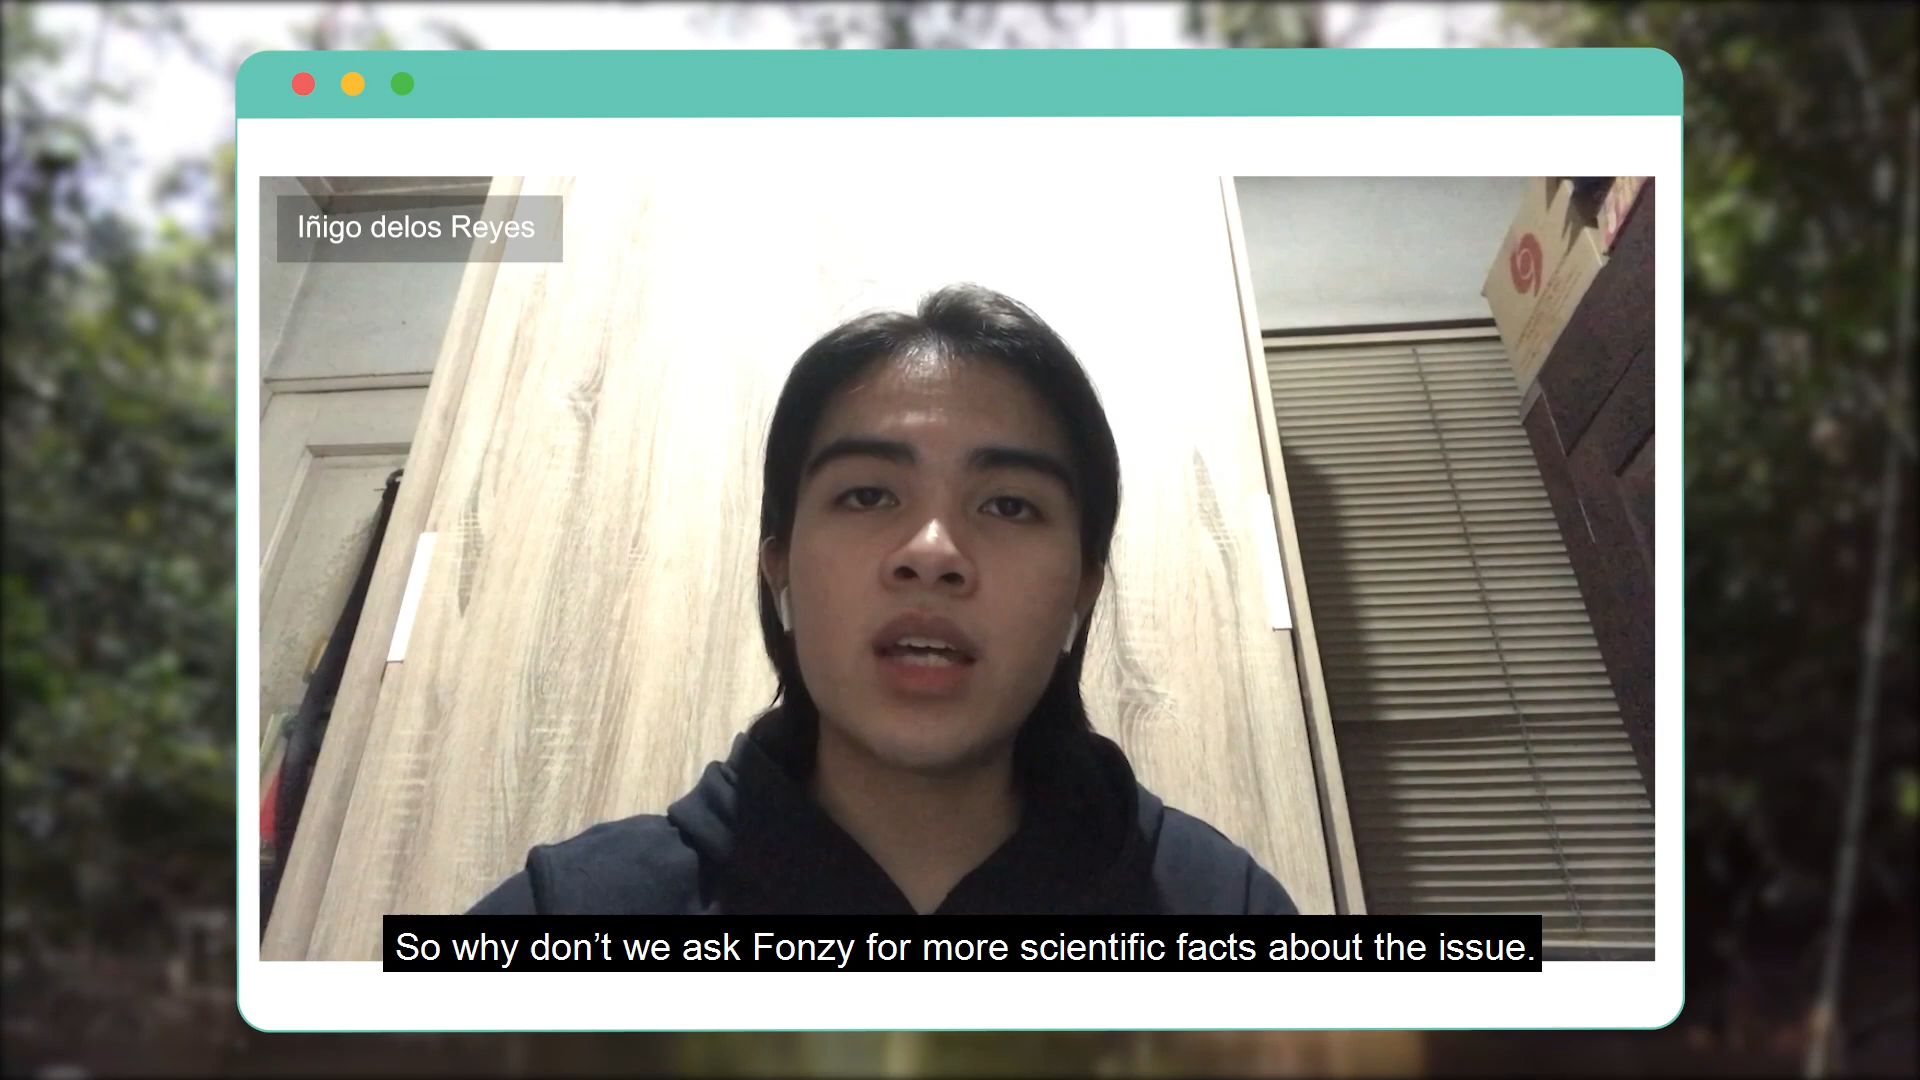 Iñigo delos Reyes
So why don’t we ask Fonzy for more scientific facts about the issue.